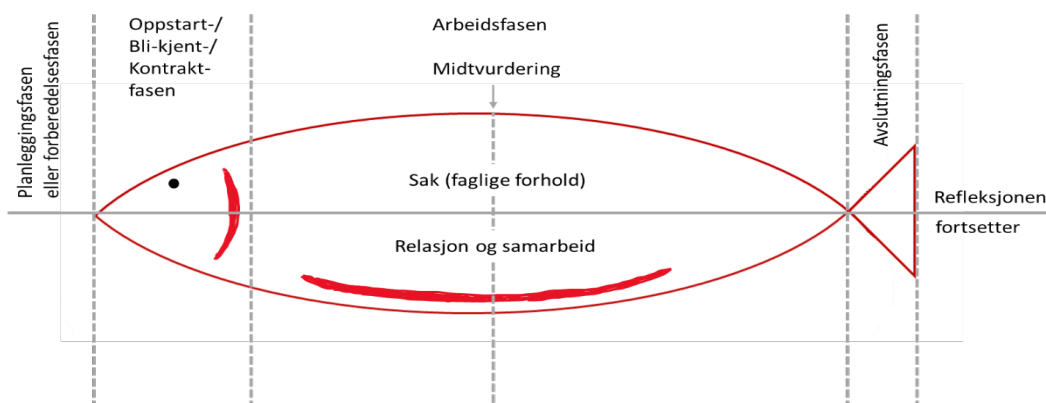 Planleggingsfasen
eller forberedelsesfasen
Oppstart-/
Bli-kjent-/
Kontrakt-
fasen
Arbeidsfasen
Midtvurdering
Avslutningsfasen
Sak (faglige forhold)
Relasjon og samarbeid
Refleksjonen
fortsetter